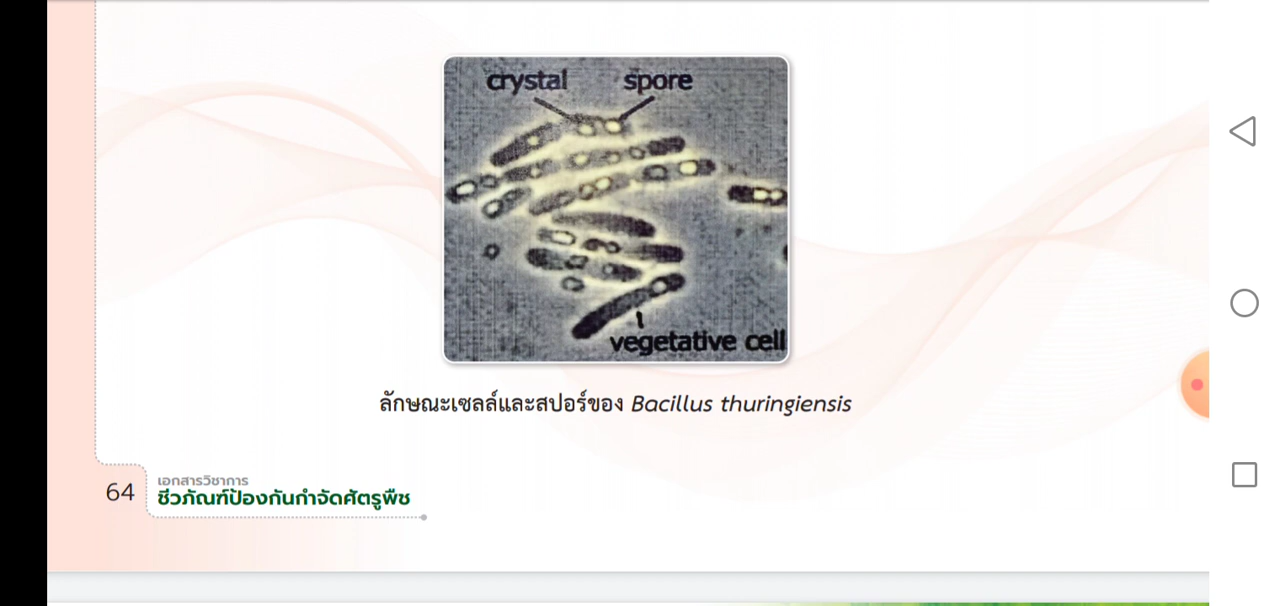 crystal spore
vegetative cell
ลักษณะเซลล์และสปอร์ของ Bacillus thuringiensis
64
เอกสารวิชาการ
ชีวภัณฑ์ป้องกันกำจัดศัตรูพืช